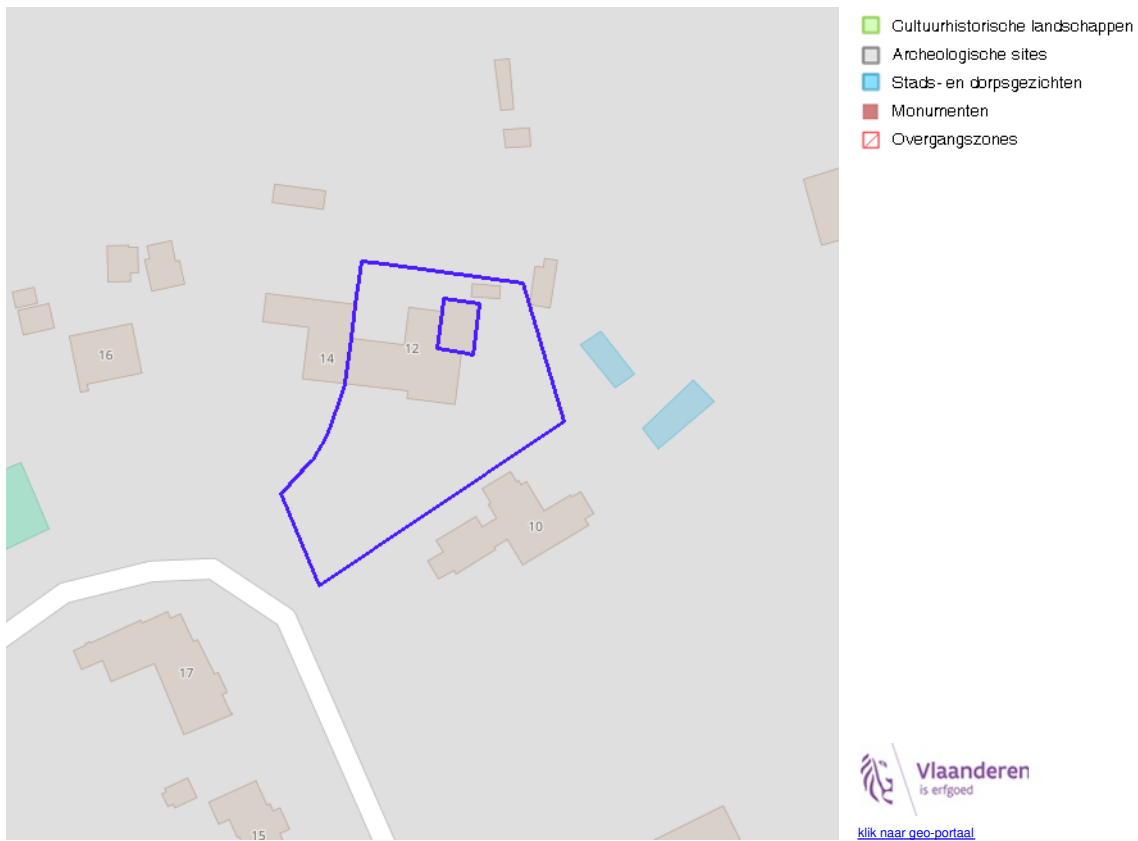 Cultuurhistorische landschappen
Archeologische sites
Stads- en dorpsgezichten
Monumenten
Overgangszones
16
14
12
10
17
15
Vlaanderen
is erfgoed
klik naar geo-portaal